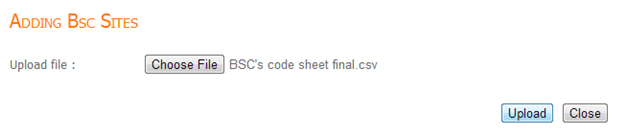 Adding Bsc Sites
Upload file : Choose File BSC's code sheet final.csv
Upload Close